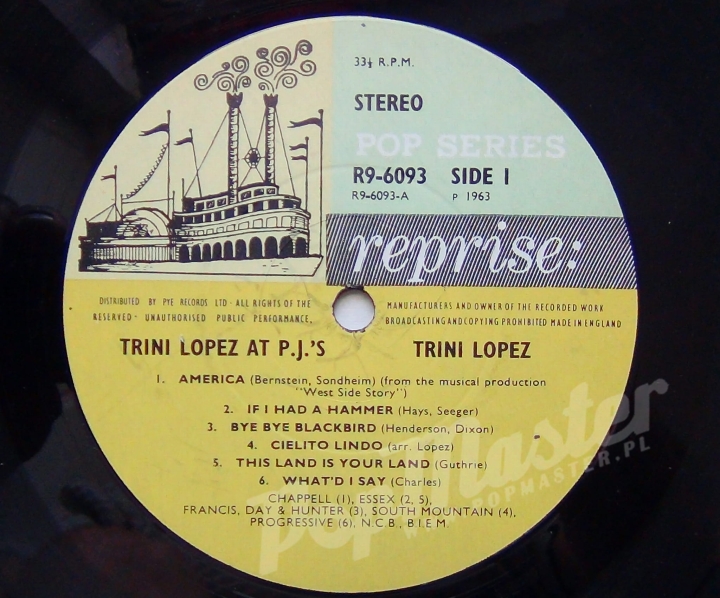 33⅓ R.P.M.
STEREO
POP SERIES
R9-6093 SIDE 1
R9-6093-A P 1963
reprise:
DISTRIBUTED BY PYE RECORDS LTD · ALL RIGHTS OF THE MANUFACTURERS AND OWNER OF THE RECORDED WORK
RESERVED · UNAUTHORISED PUBLIC PERFORMANCE, BROADCASTING AND COPYING PROHIBITED MADE IN ENGLAND
TRINI LOPEZ AT P.J.'S TRINI LOPEZ
1. AMERICA (Bernstein, Sondheim) (from the musical production
"West Side Story")
2. IF I HAD A HAMMER (Hays, Seeger)
3. BYE BYE BLACKBIRD (Henderson, Dixon)
4. CIELITO LINDO (arr. Lopez)
5. THIS LAND IS YOUR LAND (Guthrie)
6. WHAT'D I SAY (Charles)
CHAPPELL (1), ESSEX (2, 5),
FRANCIS, DAY & HUNTER (3), SOUTH MOUNTAIN (4),
PROGRESSIVE (6), N.C.B., B.I.E.M.
PopMaster
WWW.POPMASTER.PL